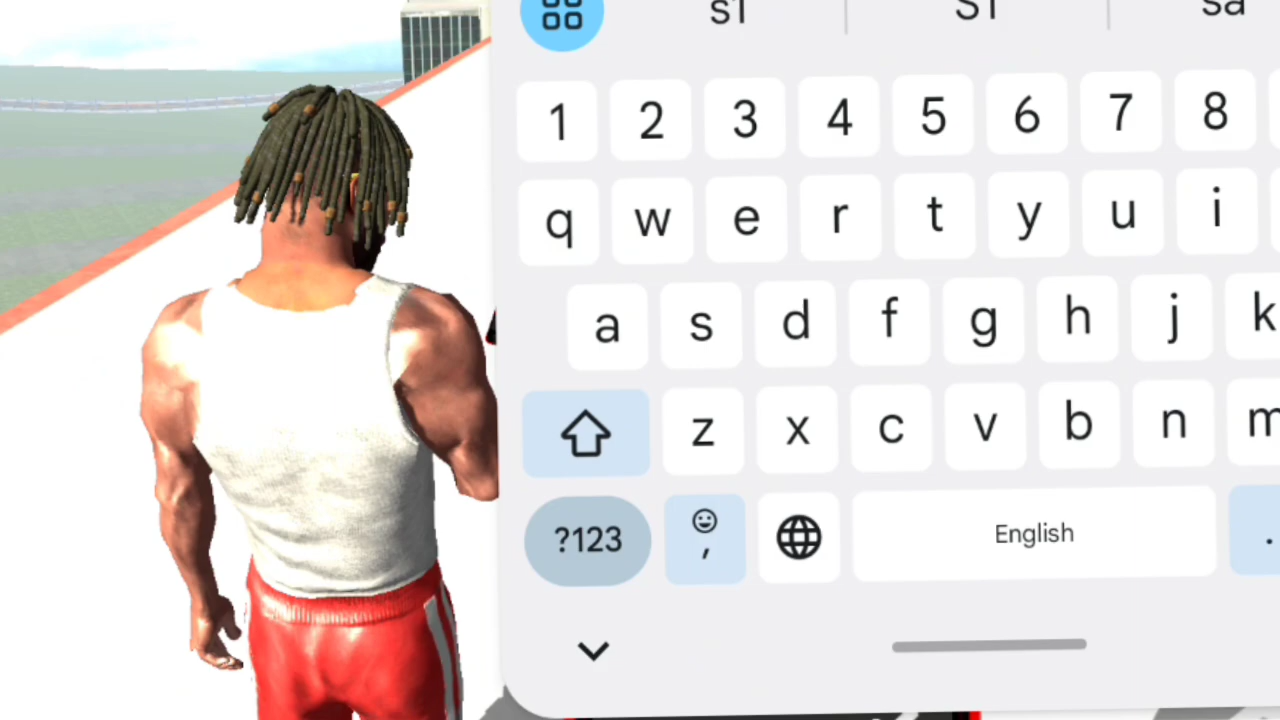 s1 S1 sa
1 2 3 4 5 6 7 8
q w e r t y u i
a s d f g h j k
z x c v b n m
?123 , English .